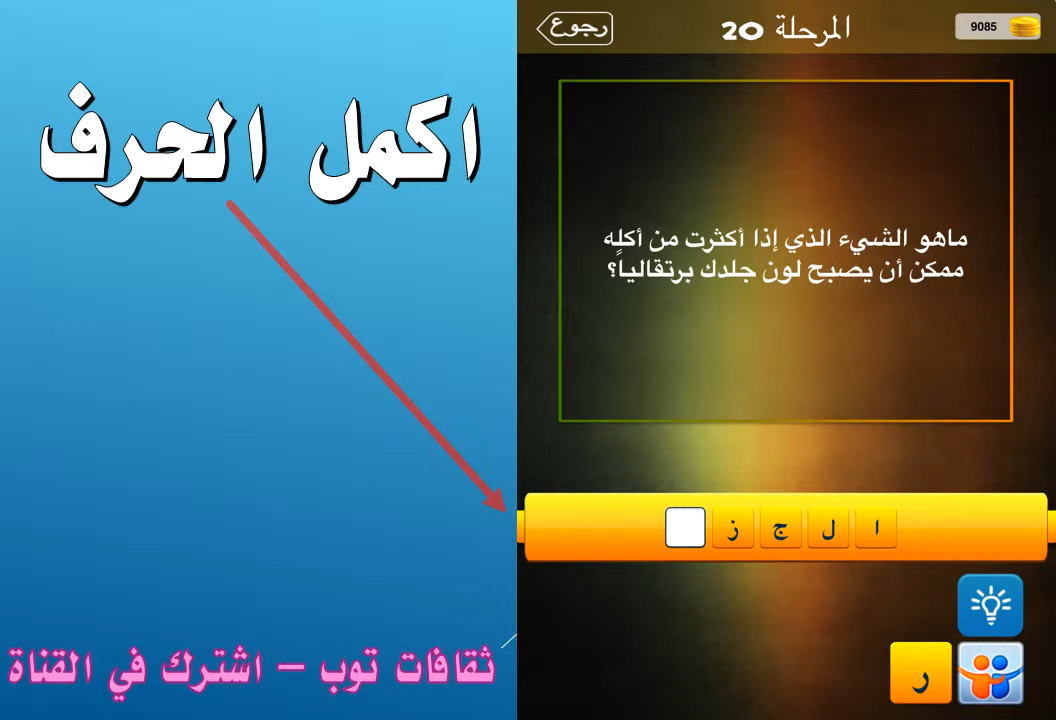 اكمل الحرف
ثقافات توب – اشترك في القناة
رجوع
المرحلة 20
9085
ماهو الشيء الذي إذا أكثرت من أكلِه
ممكن أن يصبح لون جلدك برتقالياً؟
ا ل ج ز
ر